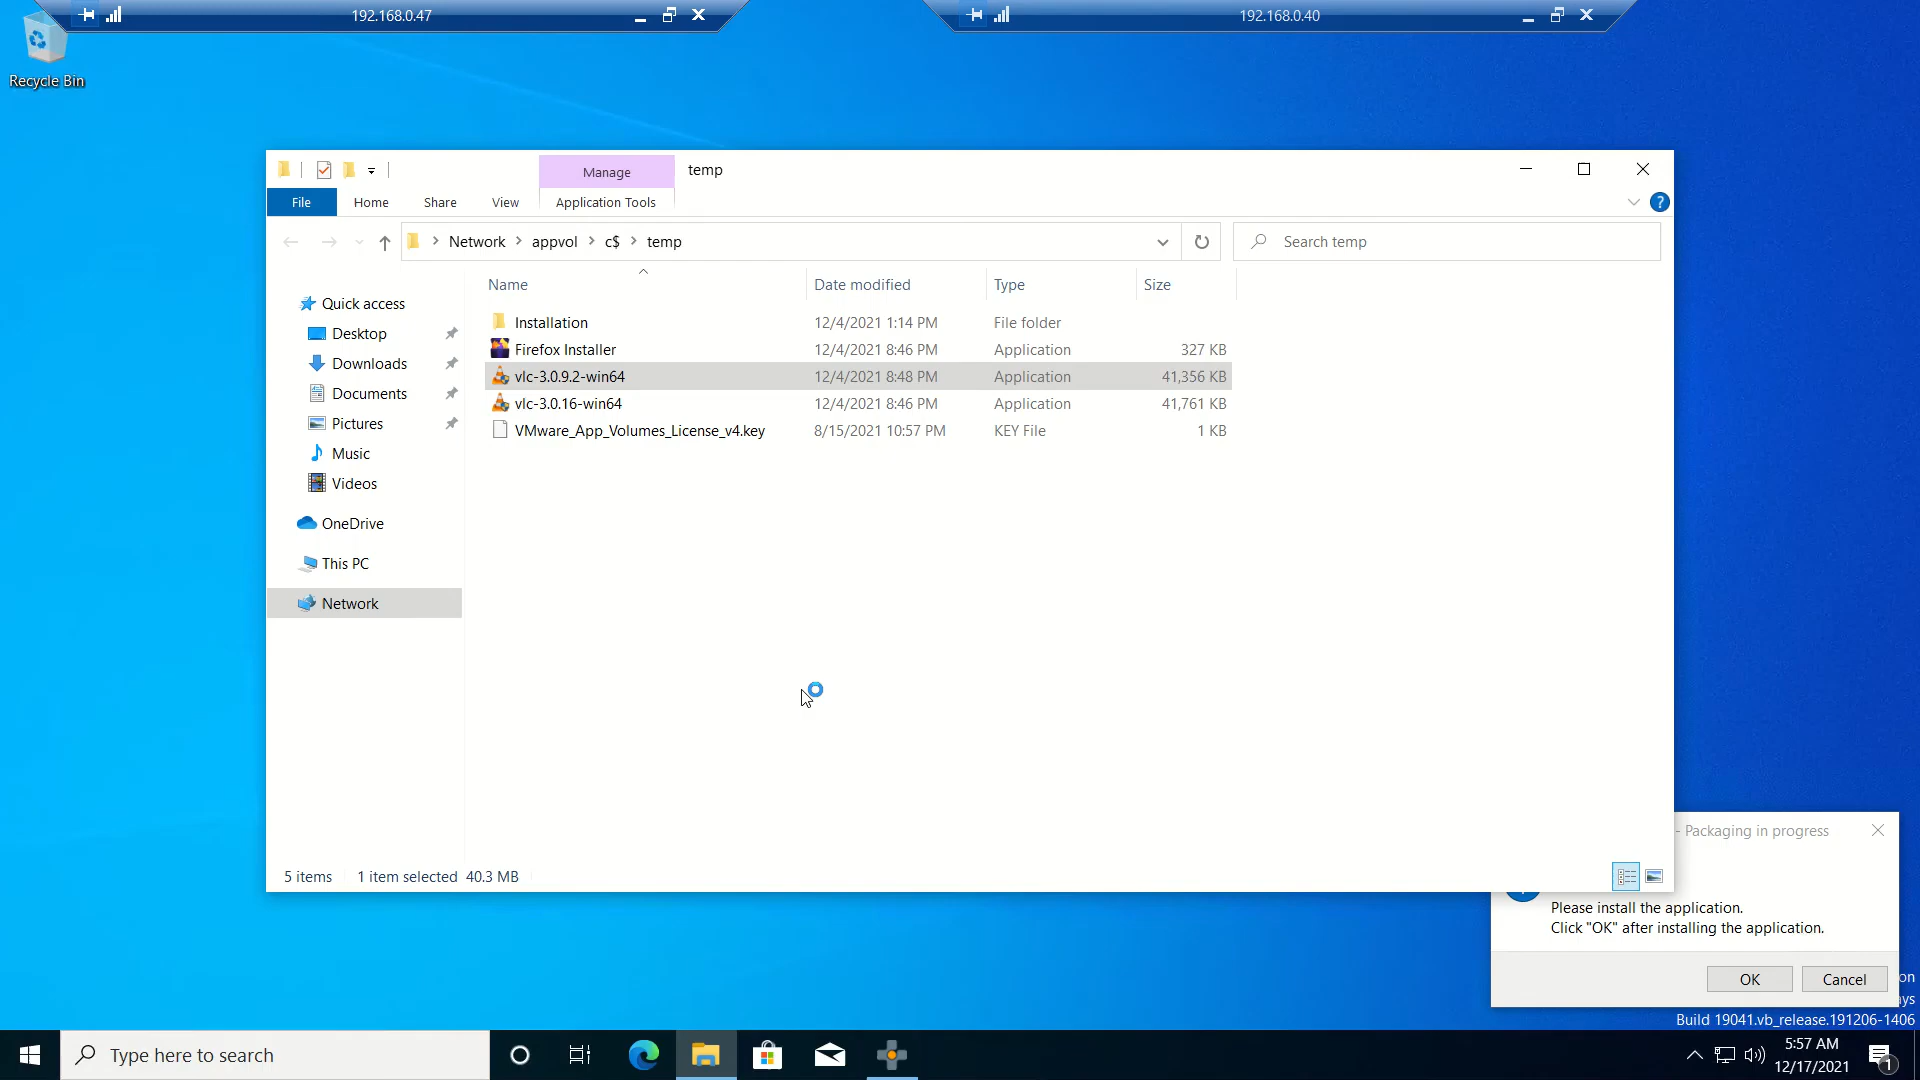 192.168.0.47
192.168.0.40
Recycle Bin
Manage
temp
File
Home
Share
View
Application Tools
?
Network > appvol > c$ > temp
Search temp
Name
Date modified
Type
Size
Quick access
Desktop
Downloads
Documents
Pictures
Music
Videos
OneDrive
This PC
Network
Installation 12/4/2021 1:14 PM File folder
Firefox Installer 12/4/2021 8:46 PM Application 327 KB
vlc-3.0.9.2-win64 12/4/2021 8:48 PM Application 41,356 KB
vlc-3.0.16-win64 12/4/2021 8:46 PM Application 41,761 KB
VMware_App_Volumes_License_v4.key 8/15/2021 10:57 PM KEY File 1 KB
5 items 1 item selected 40.3 MB
- Packaging in progress
Please install the application.
Click "OK" after installing the application.
OK
Cancel
on
ays
Build 19041.vb_release.191206-1406
Type here to search
5:57 AM
12/17/2021
1